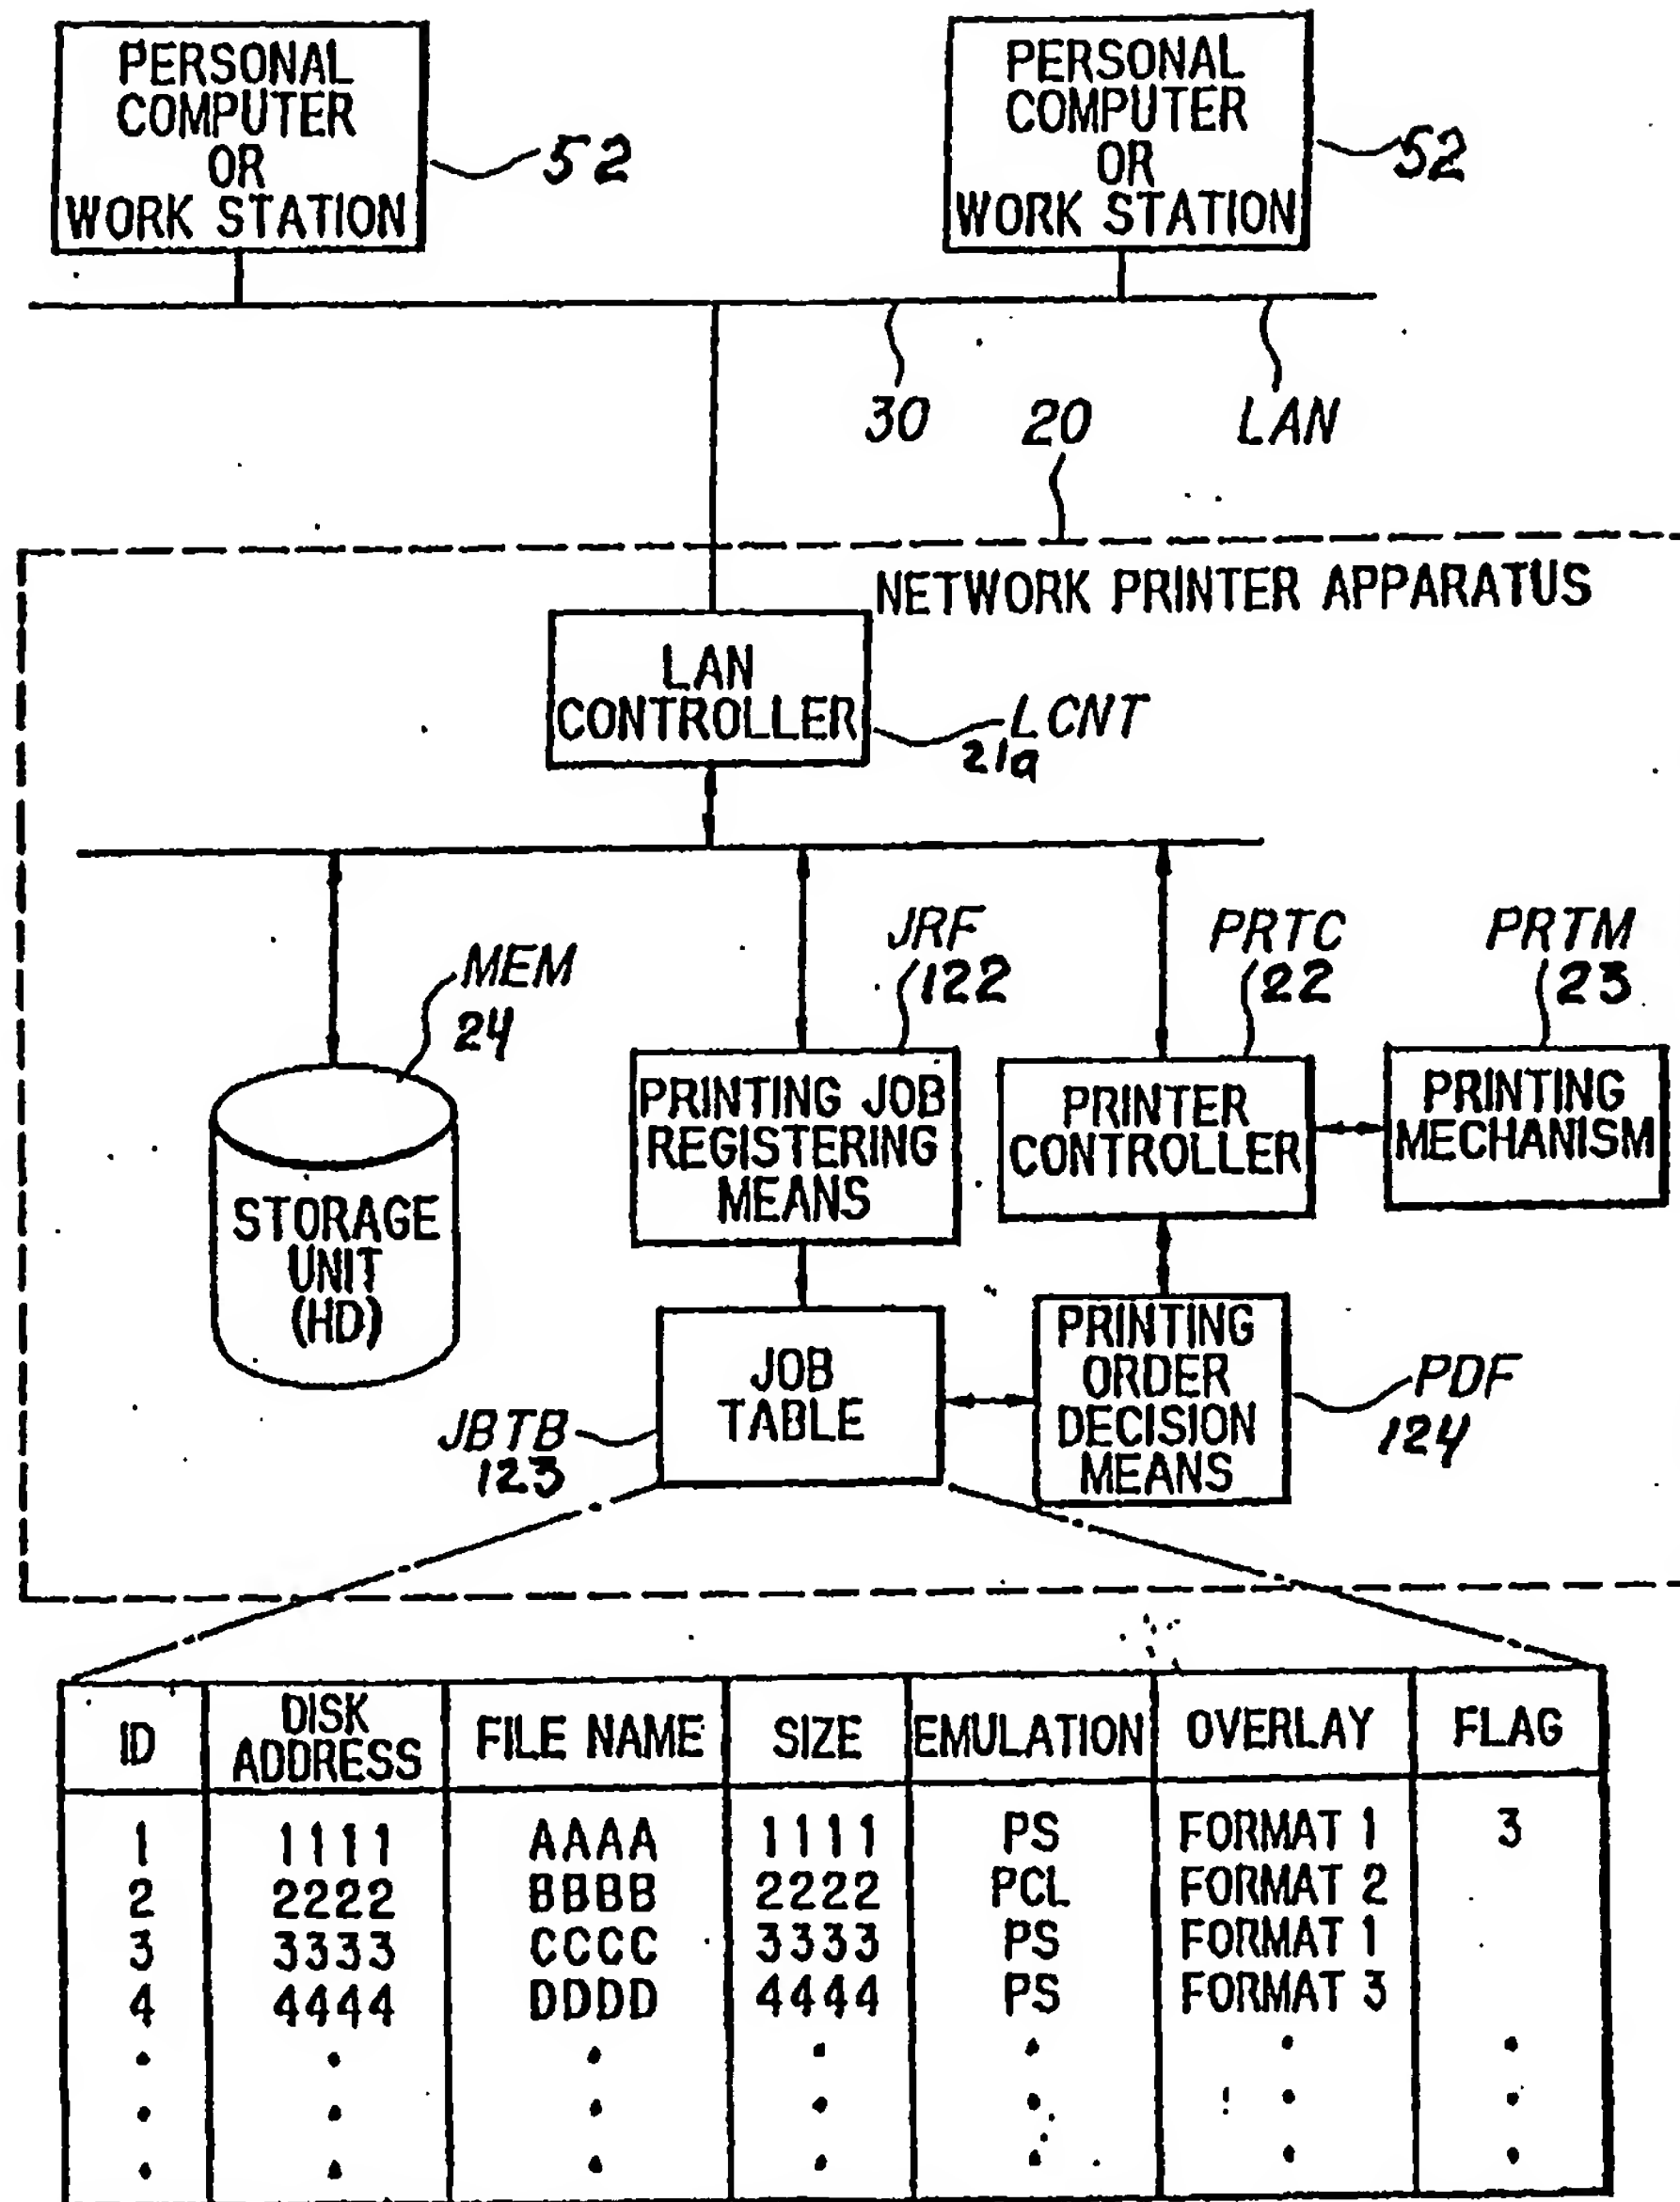 PERSONAL
COMPUTER
OR
WORK STATION
52
PERSONAL
COMPUTER
OR
WORK STATION
52
30
20
LAN
NETWORK PRINTER APPARATUS
LAN
CONTROLLER
LCNT
21a
MEM
24
JRF
122
PRTC
22
PRTM
23
STORAGE
UNIT
(HD)
PRINTING JOB
REGISTERING
MEANS
PRINTER
CONTROLLER
PRINTING
MECHANISM
JBTB
123
JOB
TABLE
PRINTING
ORDER
DECISION
MEANS
PDF
124
ID DISK ADDRESS FILE NAME SIZE EMULATION OVERLAY FLAG
1 1111 AAAA 1111 PS FORMAT 1 3
2 2222 BBBB 2222 PCL FORMAT 2
3 3333 CCCC 3333 PS FORMAT 1
4 4444 DDDD 4444 PS FORMAT 3